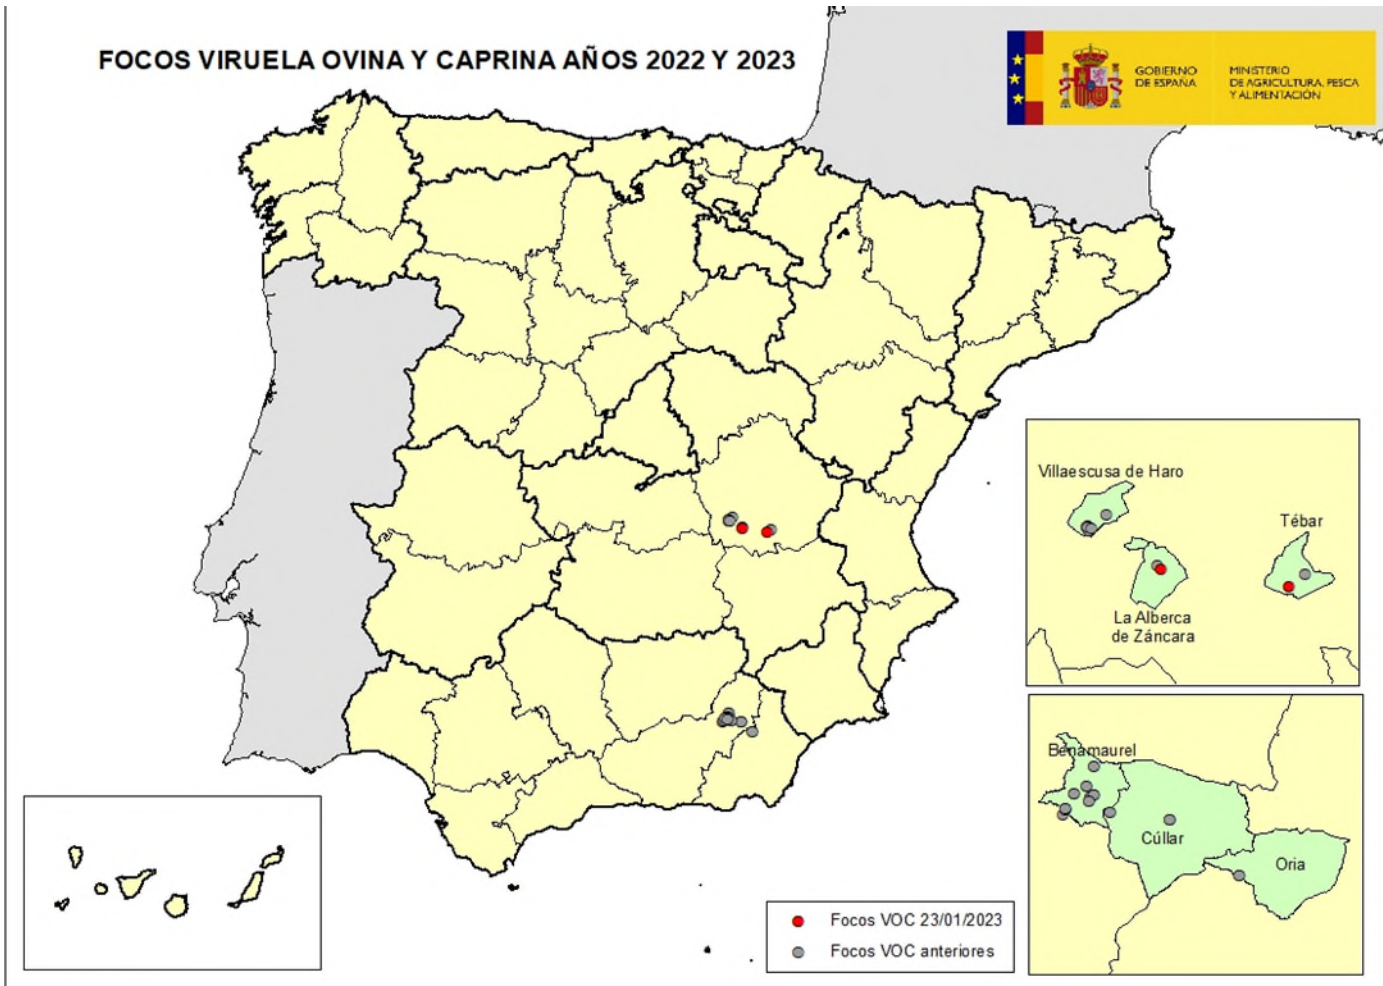 FOCOS VIRUELA OVINA Y CAPRINA AÑOS 2022 Y 2023
GOBIERNO
DE ESPAÑA
MINISTERIO
DE AGRICULTURA, PESCA
Y ALIMENTACIÓN
Villaescusa de Haro
Tébar
La Alberca
de Záncara
Benamaurel
Cúllar
Oria
Focos VOC 23/01/2023
Focos VOC anteriores